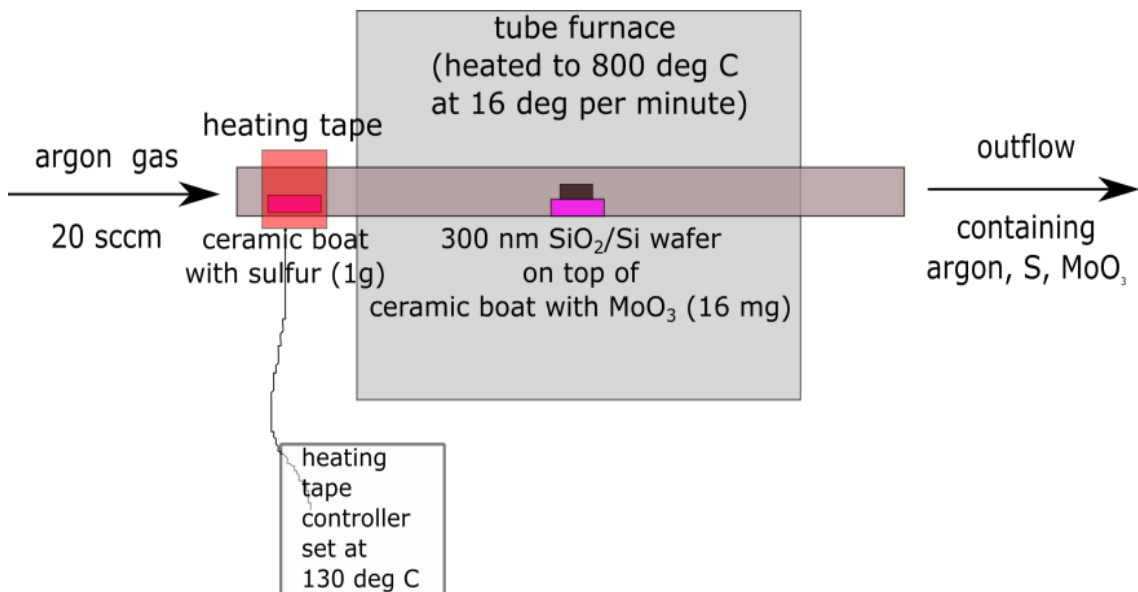 tube furnace
(heated to 800 deg C
at 16 deg per minute)
heating tape
argon gas
20 sccm
ceramic boat
with sulfur (1g)
300 nm SiO₂/Si wafer
on top of
ceramic boat with MoO₃ (16 mg)
outflow
containing
argon, S, MoO₃
heating
tape
controller
set at
130 deg C